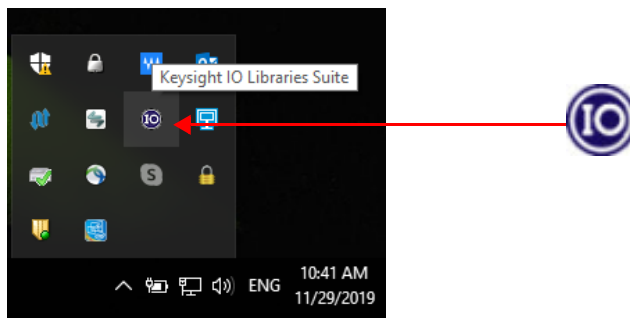 Keysight IO Libraries Suite
IO
IO
S
ENG
10:41 AM
11/29/2019